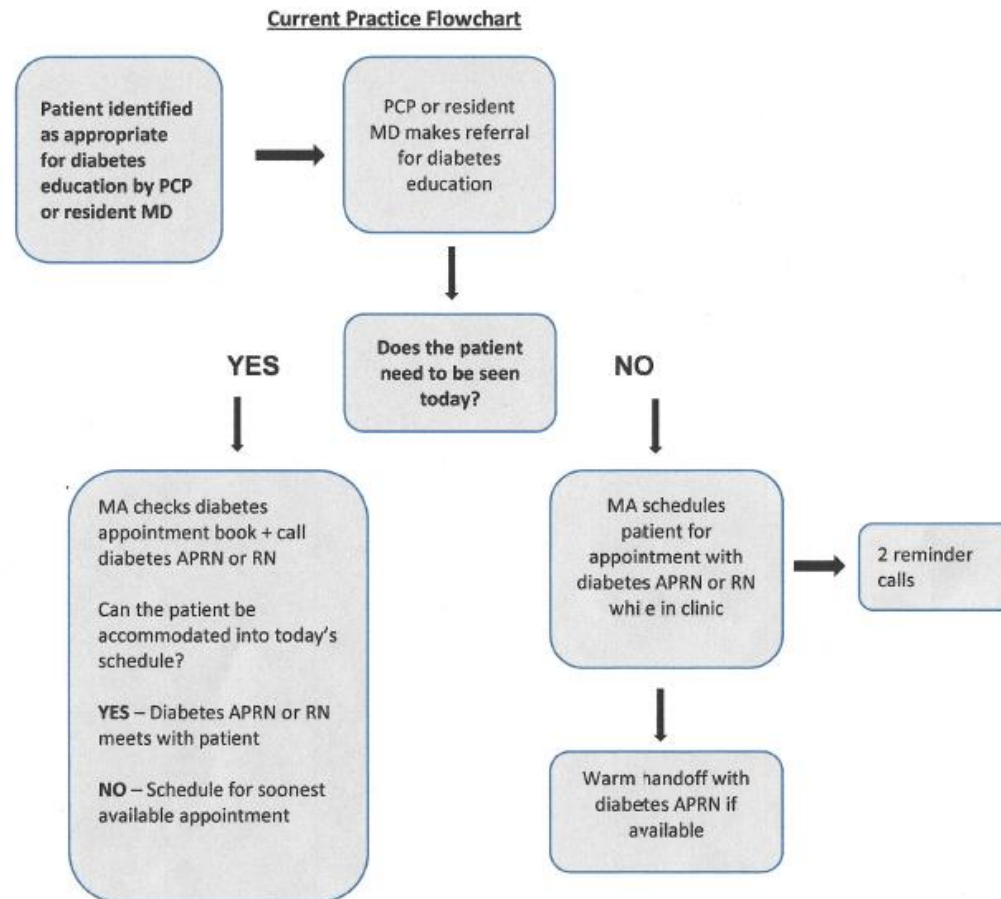 Current Practice Flowchart
Patient identified
as appropriate
for diabetes
education by PCP
or resident MD
PCP or resident
MD makes referral
for diabetes
education
Does the patient
need to be seen
today?
YES
NO
MA checks diabetes
appointment book + call
diabetes APRN or RN
Can the patient be
accommodated into today's
schedule?
YES – Diabetes APRN or RN
meets with patient
NO – Schedule for soonest
available appointment
MA schedules
patient for
appointment with
diabetes APRN or RN
whi e in clinic
2 reminder
calls
Warm handoff with
diabetes APRN if
available